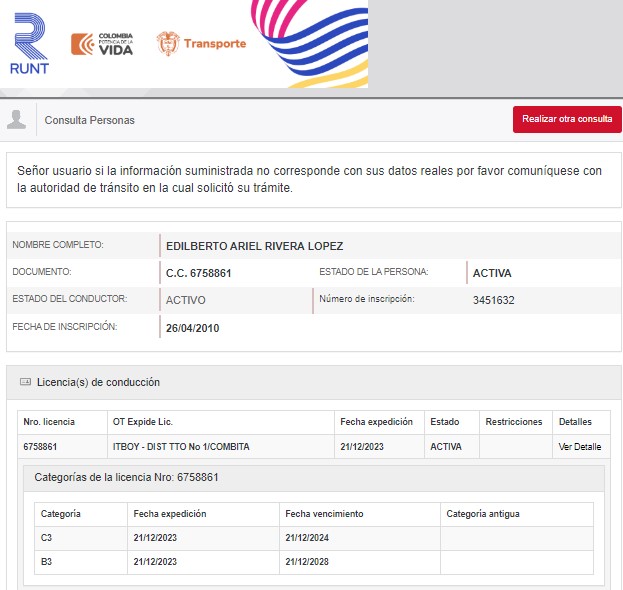 RUNT
COLOMBIA
POTENCIA DE LA
VIDA
Transporte
Consulta Personas
Realizar otra consulta
Señor usuario si la información suministrada no corresponde con sus datos reales por favor comuníquese con
la autoridad de tránsito en la cual solicitó su trámite.
NOMBRE COMPLETO: EDILBERTO ARIEL RIVERA LOPEZ
DOCUMENTO: C.C. 6758861 ESTADO DE LA PERSONA: ACTIVA
ESTADO DEL CONDUCTOR: ACTIVO Número de inscripción: 3451632
FECHA DE INSCRIPCIÓN: 26/04/2010
Licencia(s) de conducción
Nro. licencia OT Expide Lic. Fecha expedición Estado Restricciones Detalles
6758861 ITBOY - DIST TTO No 1/COMBITA 21/12/2023 ACTIVA Ver Detalle
Categorías de la licencia Nro: 6758861
Categoría Fecha expedición Fecha vencimiento Categoria antigua
C3 21/12/2023 21/12/2024
B3 21/12/2023 21/12/2028